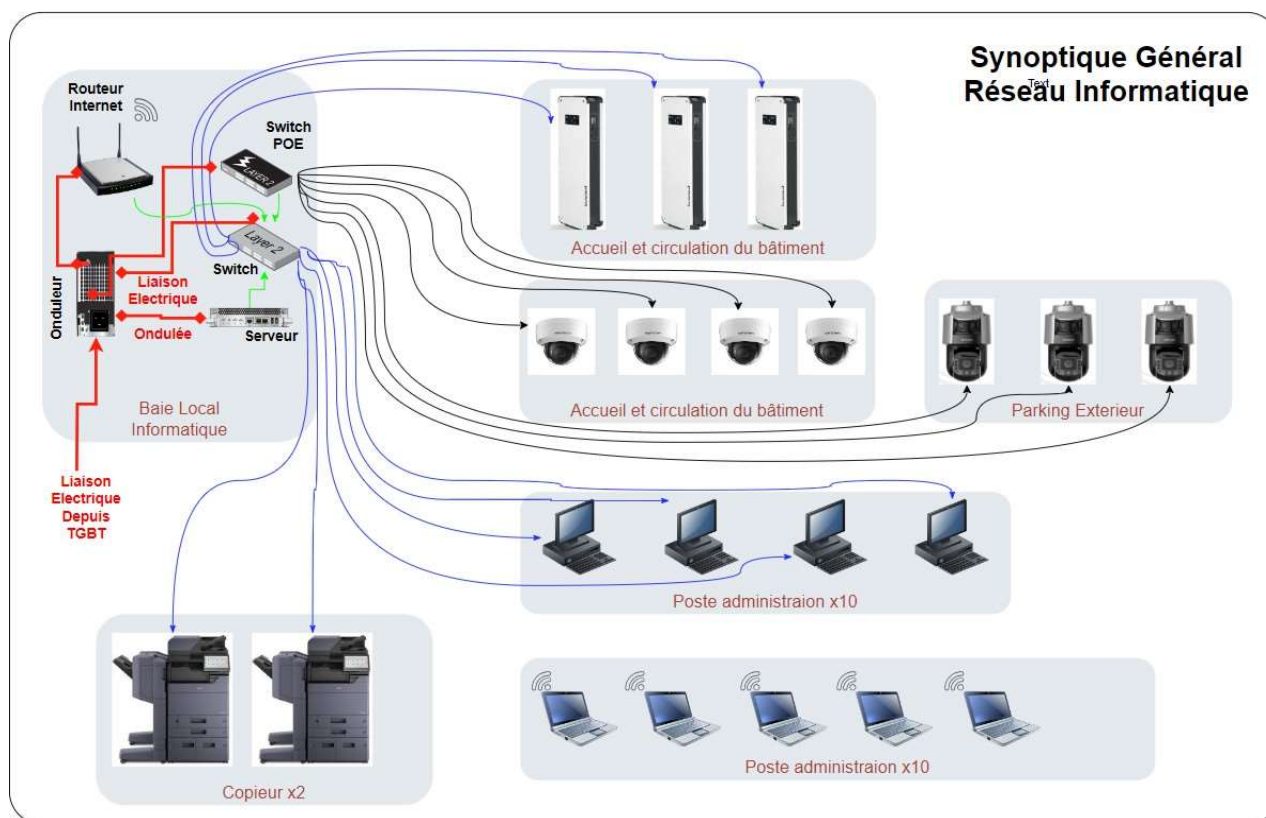 Synoptique Général
Réseau Informatique
Text
Routeur
Internet
Switch
POE
LAYER 2
Layer 2
Switch
Onduleur
Liaison
Electrique
Ondulée
Serveur
Baie Local
Informatique
Liaison
Electrique
Depuis
TGBT
Accueil et circulation du bâtiment
Accueil et circulation du bâtiment
Parking Exterieur
Poste administraion x10
Copieur x2
Poste administraion x10